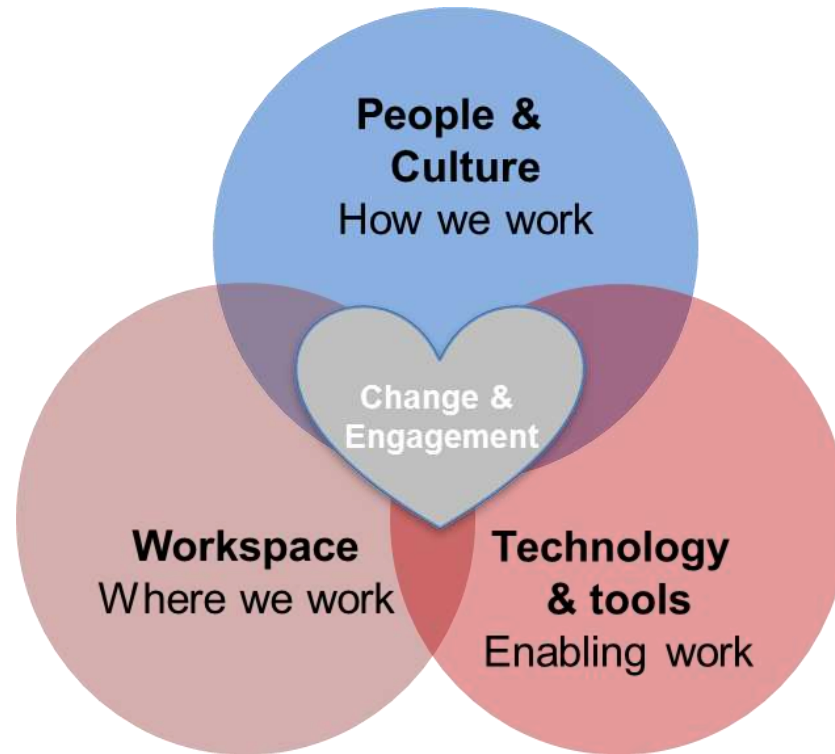 People &
Culture
How we work
Change &
Engagement
Workspace
Where we work
Technology
& tools
Enabling work